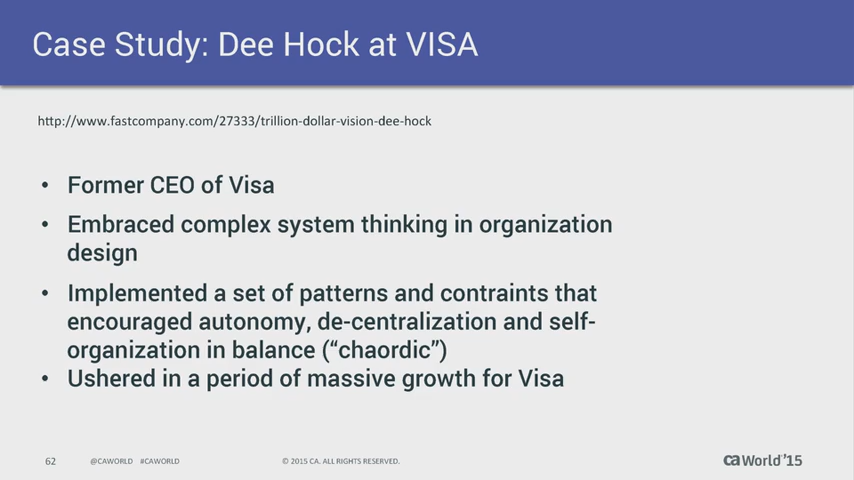 Case Study: Dee Hock at VISA
http://www.fastcompany.com/27333/trillion-dollar-vision-dee-hock
• Former CEO of Visa
• Embraced complex system thinking in organization
design
• Implemented a set of patterns and contraints that
encouraged autonomy, de-centralization and self-
organization in balance (“chaordic”)
• Ushered in a period of massive growth for Visa
62 @CAWORLD #CAWORLD © 2015 CA. ALL RIGHTS RESERVED. ca World ’15